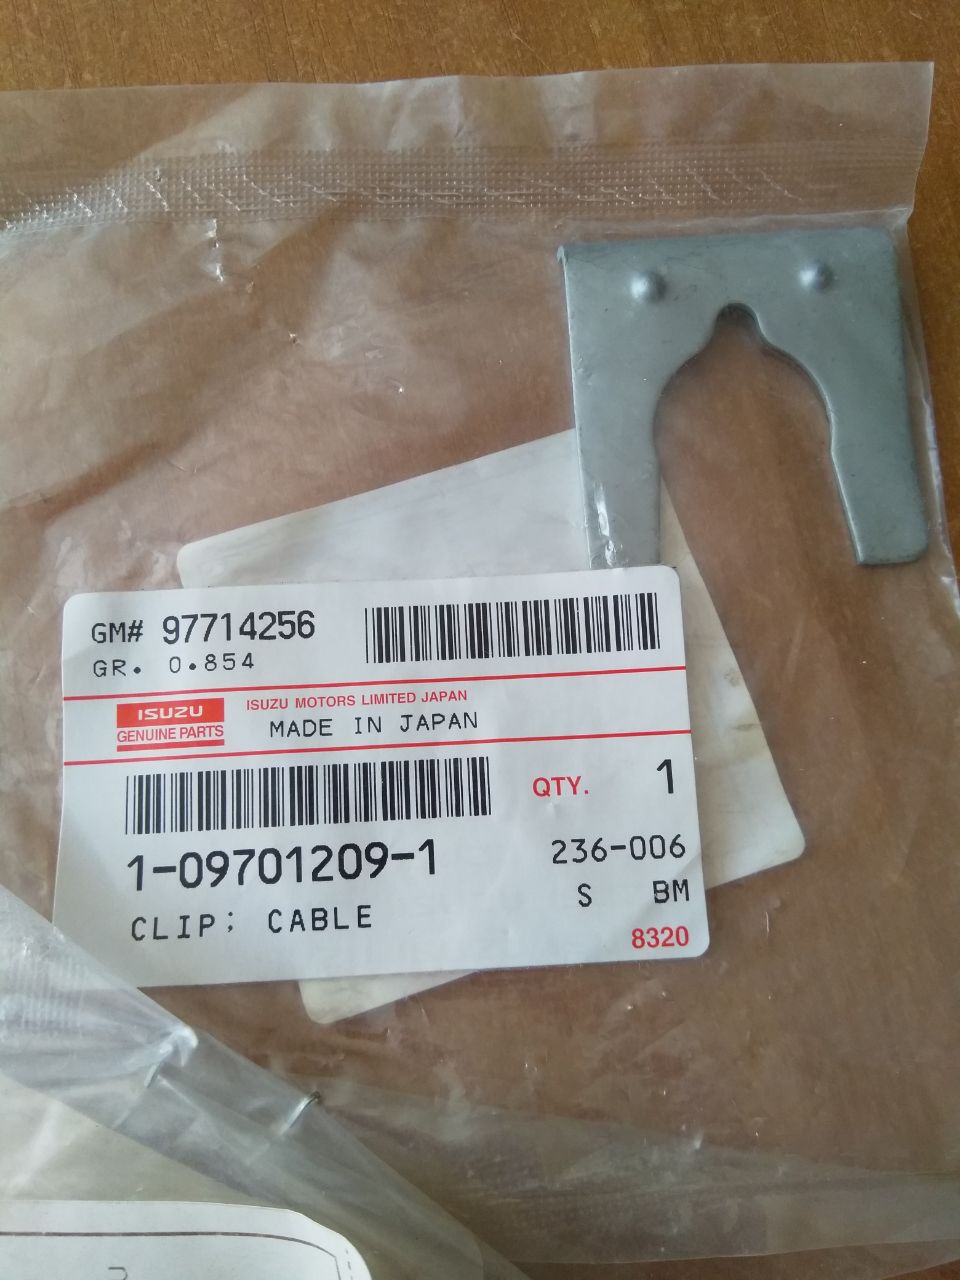 GM# 97714256
GR. 0.854
ISUZU
GENUINE PARTS
ISUZU MOTORS LIMITED JAPAN
MADE IN JAPAN
QTY. 1
1-09701209-1
236-006
CLIP; CABLE
S BM
8320